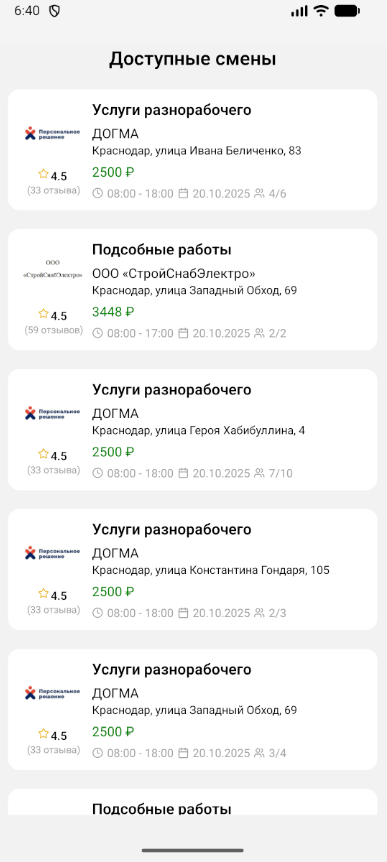 6:40
Доступные смены
Услуги разнорабочего
Персональное
решение
ДОГМА
Краснодар, улица Ивана Беличенко, 83
4.5
(33 отзыва)
2500 ₽
08:00 - 18:00 20.10.2025 4/6
Подсобные работы
ООО
«СтройСнабЭлектро»
ООО «СтройСнабЭлектро»
Краснодар, улица Западный Обход, 69
4.5
(59 отзывов)
3448 ₽
08:00 - 17:00 20.10.2025 2/2
Услуги разнорабочего
Персональное
решение
ДОГМА
Краснодар, улица Героя Хабибуллина, 4
4.5
(33 отзыва)
2500 ₽
08:00 - 18:00 20.10.2025 7/10
Услуги разнорабочего
Персональное
решение
ДОГМА
Краснодар, улица Константина Гондаря, 105
4.5
(33 отзыва)
2500 ₽
08:00 - 18:00 20.10.2025 2/3
Услуги разнорабочего
Персональное
решение
ДОГМА
Краснодар, улица Западный Обход, 69
4.5
(33 отзыва)
2500 ₽
08:00 - 18:00 20.10.2025 3/4
Подсобные работы